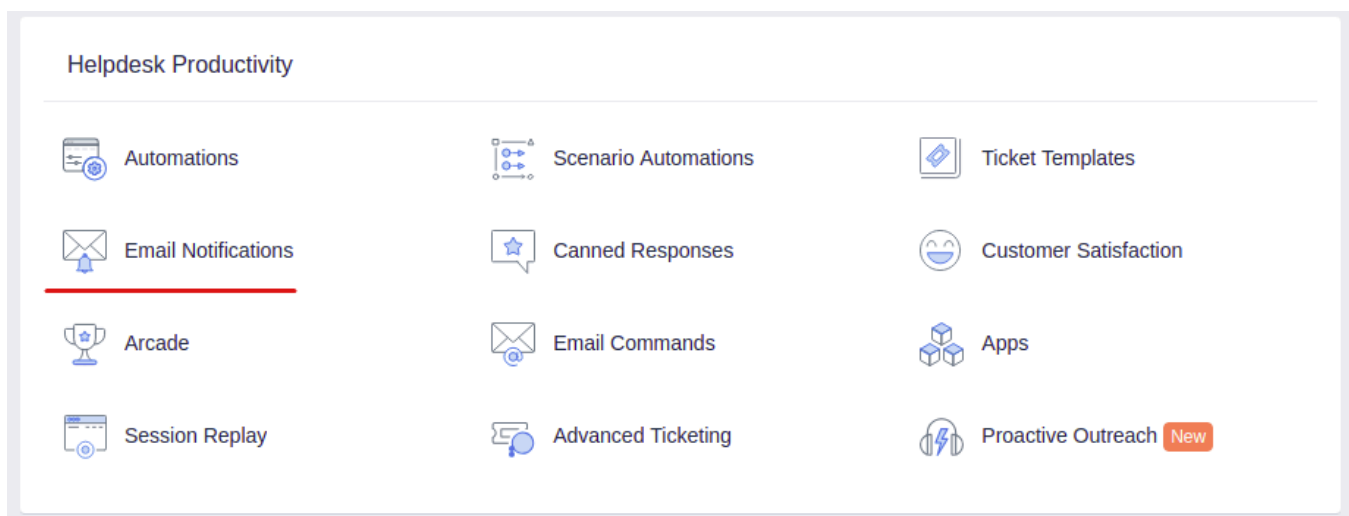 Helpdesk Productivity
Automations
Scenario Automations
Ticket Templates
Email Notifications
Canned Responses
Customer Satisfaction
Arcade
Email Commands
Apps
Session Replay
Advanced Ticketing
Proactive Outreach New